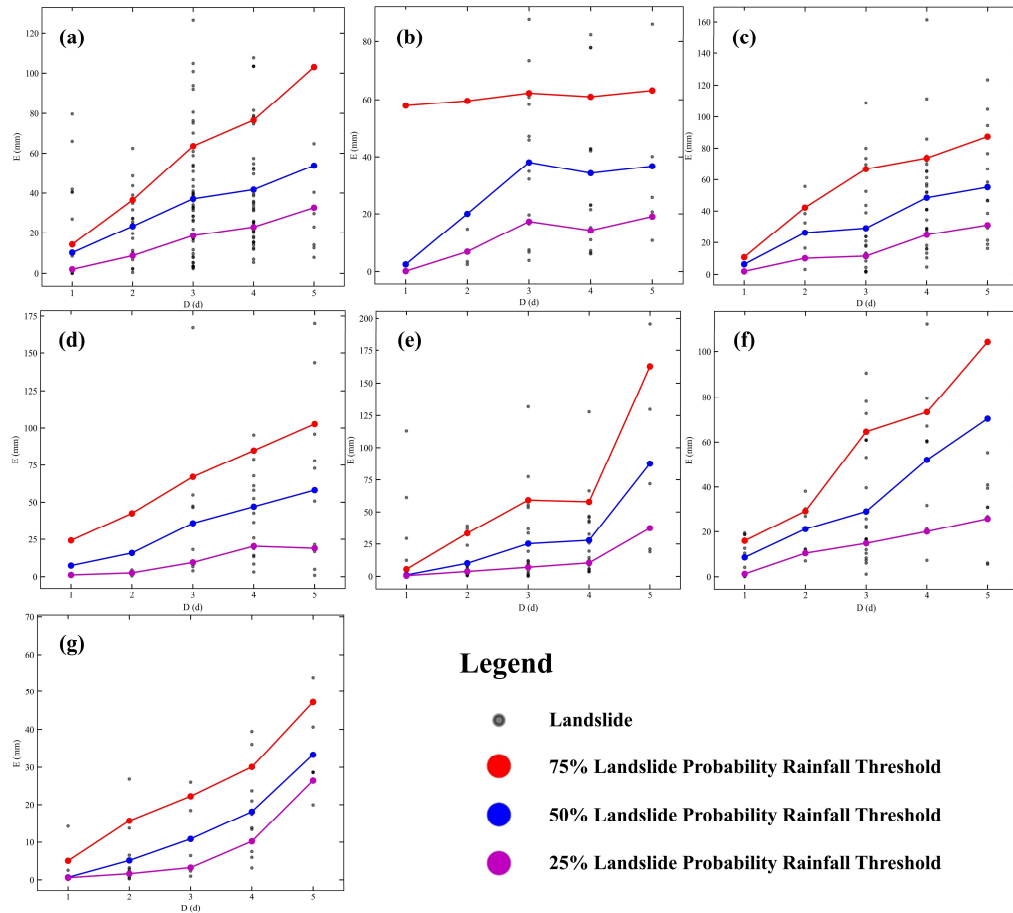 (a)
120
100
80
60
40
20
0
E (mm)
1 2 3 4 5
D (d)
(b)
80
60
40
20
0
E (mm)
1 2 3 4 5
D (d)
(c)
160
140
120
100
80
60
40
20
0
E (mm)
1 2 3 4 5
D (d)
(d)
175
150
125
100
75
50
25
0
E (mm)
1 2 3 4 5
D (d)
(e)
200
175
150
125
100
75
50
25
0
E (mm)
1 2 3 4 5
D (d)
(f)
100
80
60
40
20
0
E (mm)
1 2 3 4 5
D (d)
(g)
70
60
50
40
30
20
10
0
E (mm)
1 2 3 4 5
D (d)
Legend
Landslide
75% Landslide Probability Rainfall Threshold
50% Landslide Probability Rainfall Threshold
25% Landslide Probability Rainfall Threshold